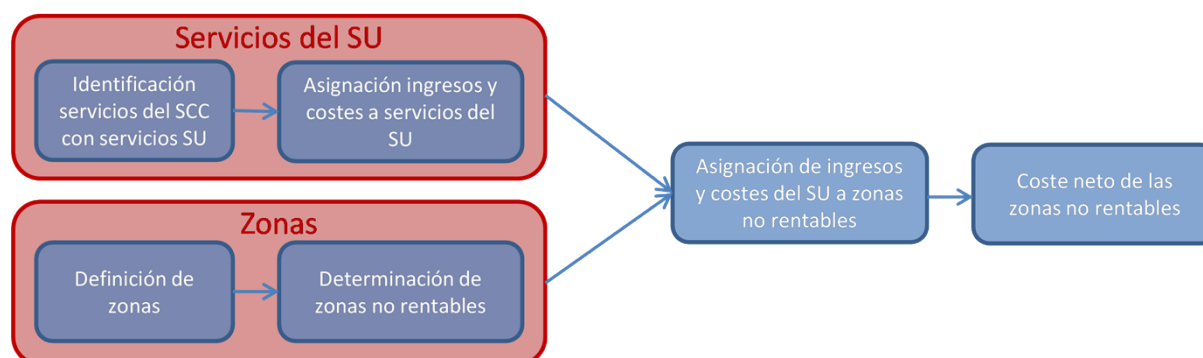 Servicios del SU
Identificación
servicios del SCC
con servicios SU
Asignación ingresos y
costes a servicios del
SU
Zonas
Definición de
zonas
Determinación de
zonas no rentables
Asignación de ingresos
y costes del SU a zonas
no rentables
Coste neto de las
zonas no rentables